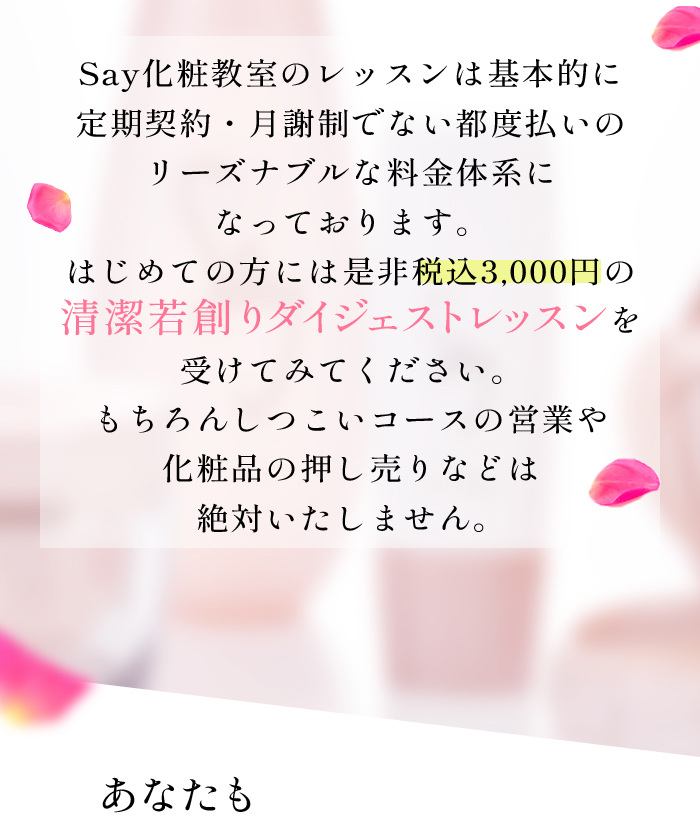 Say化粧教室のレッスンは基本的に
定期契約・月謝制でない都度払いの
リーズナブルな料金体系に
なっております。
はじめての方には是非税込3,000円の
清潔若創りダイジェストレッスンを
受けてみてください。
もちろんしつこいコースの営業や
化粧品の押し売りなどは
絶対いたしません。
あなたも